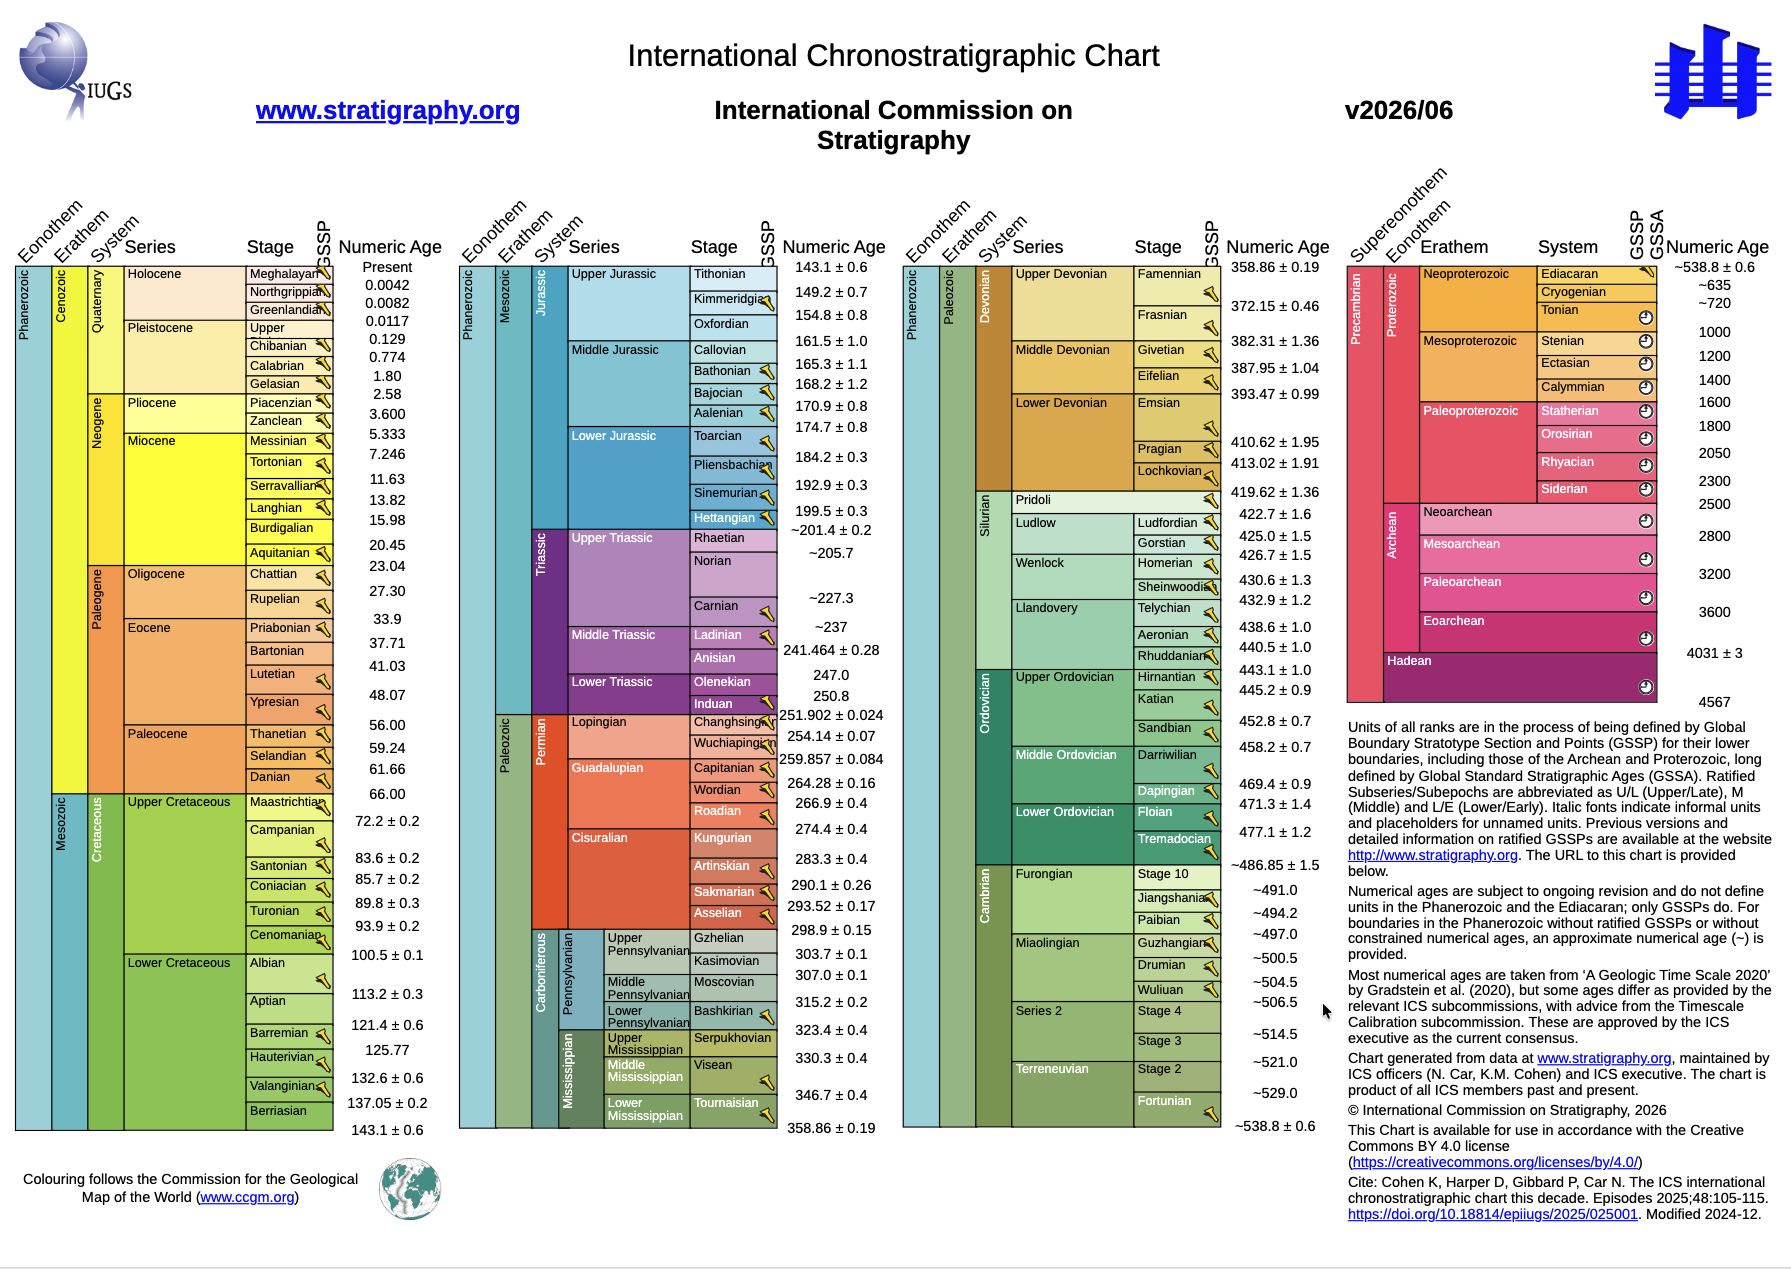 International Chronostratigraphic Chart
IUGS
www.stratigraphy.org
International Commission on
Stratigraphy
v2026/06
Eonothem
Erathem
System
Series
Stage
GSSP
Numeric Age
Phanerozoic
Cenozoic
Quaternary
Holocene
Meghalayan
Northgrippian
Greenlandian
Pleistocene
Upper
Chibanian
Calabrian
Gelasian
Neogene
Pliocene
Piacenzian
Zanclean
Miocene
Messinian
Tortonian
Serravallian
Langhian
Burdigalian
Aquitanian
Paleogene
Oligocene
Chattian
Rupelian
Eocene
Priabonian
Bartonian
Lutetian
Ypresian
Paleocene
Thanetian
Selandian
Danian
Mesozoic
Cretaceous
Upper Cretaceous
Maastrichtian
Campanian
Santonian
Coniacian
Turonian
Cenomanian
Lower Cretaceous
Albian
Aptian
Barremian
Hauterivian
Valanginian
Berriasian
Present
0.0042
0.0082
0.0117
0.129
0.774
1.80
2.58
3.600
5.333
7.246
11.63
13.82
15.98
20.45
23.04
27.30
33.9
37.71
41.03
48.07
56.00
59.24
61.66
66.00
72.2 ± 0.2
83.6 ± 0.2
85.7 ± 0.2
89.8 ± 0.3
93.9 ± 0.2
100.5 ± 0.1
113.2 ± 0.3
121.4 ± 0.6
125.77
132.6 ± 0.6
137.05 ± 0.2
143.1 ± 0.6
Eonothem
Erathem
System
Series
Stage
GSSP
Numeric Age
Phanerozoic
Mesozoic
Jurassic
Upper Jurassic
Tithonian
Kimmeridgian
Oxfordian
Middle Jurassic
Callovian
Bathonian
Bajocian
Aalenian
Lower Jurassic
Toarcian
Pliensbachian
Sinemurian
Hettangian
Triassic
Upper Triassic
Rhaetian
Norian
Carnian
Middle Triassic
Ladinian
Anisian
Lower Triassic
Olenekian
Induan
Paleozoic
Permian
Lopingian
Changhsingian
Wuchiapingian
Guadalupian
Capitanian
Wordian
Roadian
Cisuralian
Kungurian
Artinskian
Sakmarian
Asselian
Carboniferous
Pennsylvanian
Upper
Pennsylvanian
Gzhelian
Kasimovian
Middle
Pennsylvanian
Moscovian
Lower
Pennsylvanian
Bashkirian
Mississippian
Upper
Mississippian
Serpukhovian
Middle
Mississippian
Visean
Lower
Mississippian
Tournaisian
143.1 ± 0.6
149.2 ± 0.7
154.8 ± 0.8
161.5 ± 1.0
165.3 ± 1.1
168.2 ± 1.2
170.9 ± 0.8
174.7 ± 0.8
184.2 ± 0.3
192.9 ± 0.3
199.5 ± 0.3
~201.4 ± 0.2
~205.7
~227.3
~237
241.464 ± 0.28
247.0
250.8
251.902 ± 0.024
254.14 ± 0.07
259.857 ± 0.084
264.28 ± 0.16
266.9 ± 0.4
274.4 ± 0.4
283.3 ± 0.4
290.1 ± 0.26
293.52 ± 0.17
298.9 ± 0.15
303.7 ± 0.1
307.0 ± 0.1
315.2 ± 0.2
323.4 ± 0.4
330.3 ± 0.4
346.7 ± 0.4
358.86 ± 0.19
Eonothem
Erathem
System
Series
Stage
GSSP
Numeric Age
Phanerozoic
Paleozoic
Devonian
Upper Devonian
Famennian
Frasnian
Middle Devonian
Givetian
Eifelian
Lower Devonian
Emsian
Pragian
Lochkovian
Silurian
Pridoli
Ludlow
Ludfordian
Gorstian
Wenlock
Homerian
Sheinwoodian
Llandovery
Telychian
Aeronian
Rhuddanian
Ordovician
Upper Ordovician
Hirnantian
Katian
Sandbian
Middle Ordovician
Darriwilian
Dapingian
Lower Ordovician
Floian
Tremadocian
Cambrian
Furongian
Stage 10
Jiangshanian
Paibian
Miaolingian
Guzhangian
Drumian
Wuliuan
Series 2
Stage 4
Stage 3
Terreneuvian
Stage 2
Fortunian
358.86 ± 0.19
372.15 ± 0.46
382.31 ± 1.36
387.95 ± 1.04
393.47 ± 0.99
410.62 ± 1.95
413.02 ± 1.91
419.62 ± 1.36
422.7 ± 1.6
425.0 ± 1.5
426.7 ± 1.5
430.6 ± 1.3
432.9 ± 1.2
438.6 ± 1.0
440.5 ± 1.0
443.1 ± 1.0
445.2 ± 0.9
452.8 ± 0.7
458.2 ± 0.7
469.4 ± 0.9
471.3 ± 1.4
477.1 ± 1.2
~486.85 ± 1.5
~491.0
~494.2
~497.0
~500.5
~504.5
~506.5
~514.5
~521.0
~529.0
~538.8 ± 0.6
Supereonothem
Eonothem
Erathem
System
GSSP
GSSA
Numeric Age
Precambrian
Proterozoic
Neoproterozoic
Ediacaran
Cryogenian
Tonian
Mesoproterozoic
Stenian
Ectasian
Calymmian
Paleoproterozoic
Statherian
Orosirian
Rhyacian
Siderian
Archean
Neoarchean
Mesoarchean
Paleoarchean
Eoarchean
Hadean
~538.8 ± 0.6
~635
~720
1000
1200
1400
1600
1800
2050
2300
2500
2800
3200
3600
4031 ± 3
4567
Units of all ranks are in the process of being defined by Global
Boundary Stratotype Section and Points (GSSP) for their lower
boundaries, including those of the Archean and Proterozoic, long
defined by Global Standard Stratigraphic Ages (GSSA). Ratified
Subseries/Subepochs are abbreviated as U/L (Upper/Late), M
(Middle) and L/E (Lower/Early). Italic fonts indicate informal units
and placeholders for unnamed units. Previous versions and
detailed information on ratified GSSPs are available at the website
http://www.stratigraphy.org. The URL to this chart is provided
below.
Numerical ages are subject to ongoing revision and do not define
units in the Phanerozoic and the Ediacaran; only GSSPs do. For
boundaries in the Phanerozoic without ratified GSSPs or without
constrained numerical ages, an approximate numerical age (~) is
provided.
Most numerical ages are taken from ‘A Geologic Time Scale 2020’
by Gradstein et al. (2020), but some ages differ as provided by the
relevant ICS subcommissions, with advice from the Timescale
Calibration subcommission. These are approved by the ICS
executive as the current consensus.
Chart generated from data at www.stratigraphy.org, maintained by
ICS officers (N. Car, K.M. Cohen) and ICS executive. The chart is
product of all ICS members past and present.
© International Commission on Stratigraphy, 2026
This Chart is available for use in accordance with the Creative
Commons BY 4.0 license
(https://creativecommons.org/licenses/by/4.0/)
Cite: Cohen K, Harper D, Gibbard P, Car N. The ICS international
chronostratigraphic chart this decade. Episodes 2025;48:105-115.
https://doi.org/10.18814/epiiugs/2025/025001. Modified 2024-12.
Colouring follows the Commission for the Geological
Map of the World (www.ccgm.org)